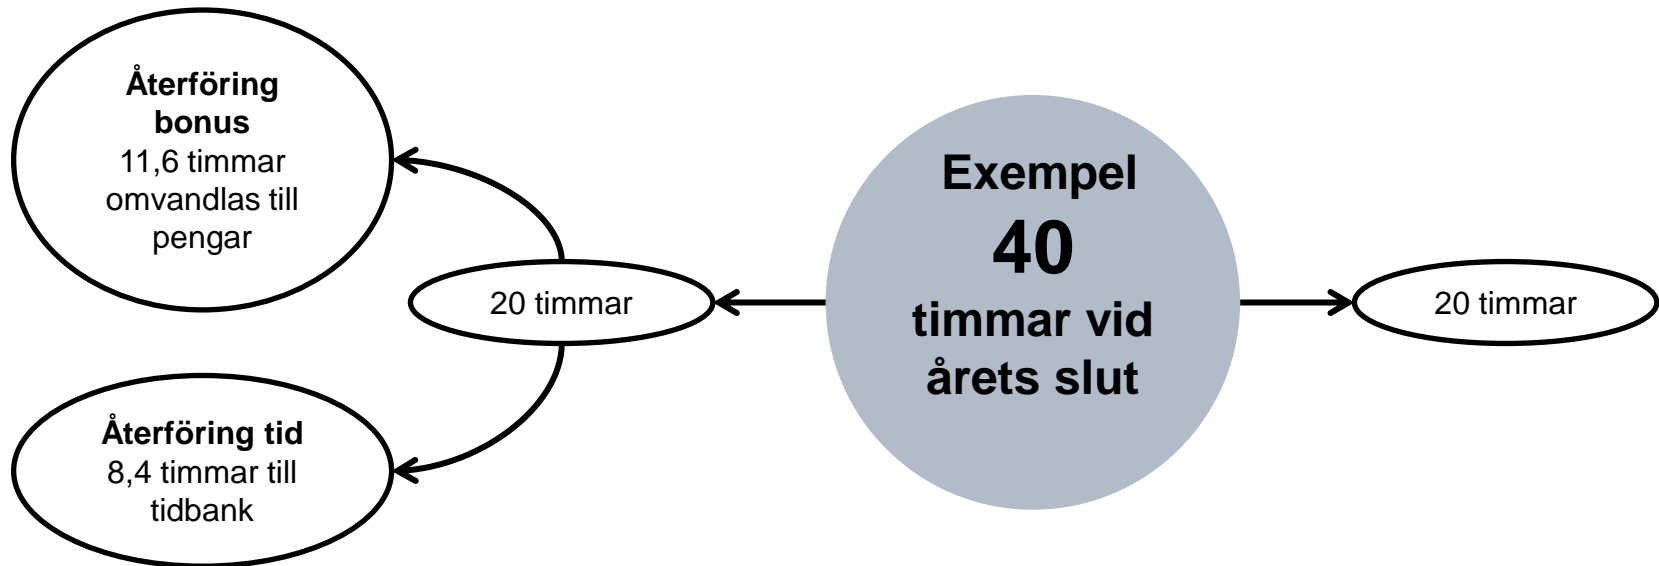 Återföring
bonus
11,6 timmar
omvandlas till
pengar
Exempel
40
timmar vid
årets slut
20 timmar
20 timmar
Återföring tid
8,4 timmar till
tidbank